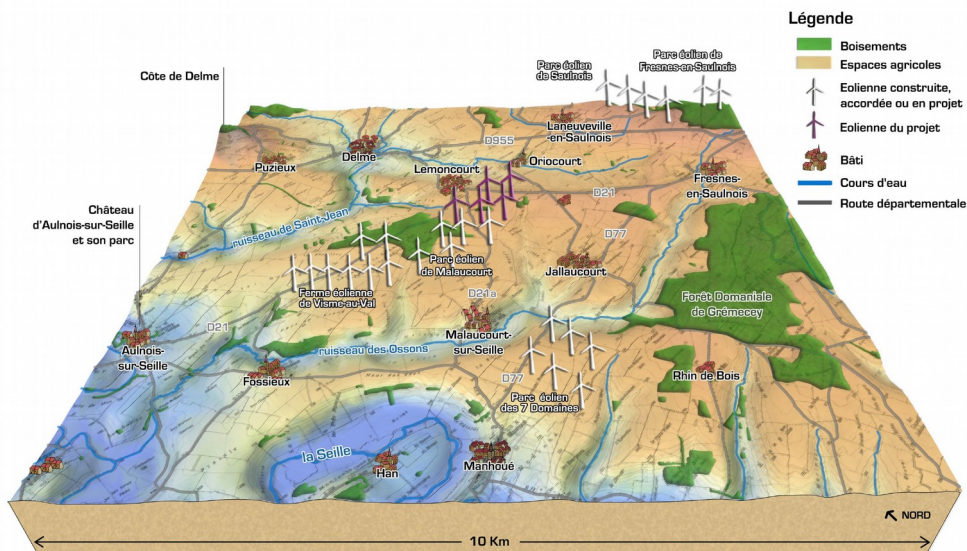 Légende
Boisements
Espaces agricoles
Eolienne construite,
accordée ou en projet
Eolienne du projet
Bâti
Cours d'eau
Route départementale
Parc éolien
de Saulnois
Parc éolien de
Fresnes-en-Saulnois
Côte de Delme
Laneuveville
-en-Saulnois
D955
Delme
Puzieux
Oriocourt
Lemoncourt
Fresnes-
en-Saulnois
D21
Château
d'Aulnois-sur-Seille
et son parc
ruisseau de Saint-Jean
D77
Parc éolien
de Malaucourt
Jallaucourt
Ferme éolienne
de Visme-au-Val
D21a
Forêt Domaniale
de Grémecey
D21
Malaucourt
-sur-Seille
Aulnois-
sur-Seille
ruisseau des Ossons
Fossieux
D77
Rhin de Bois
Parc éolien
des 7 Domaines
la Seille
Han
Manhoué
NORD
10 Km